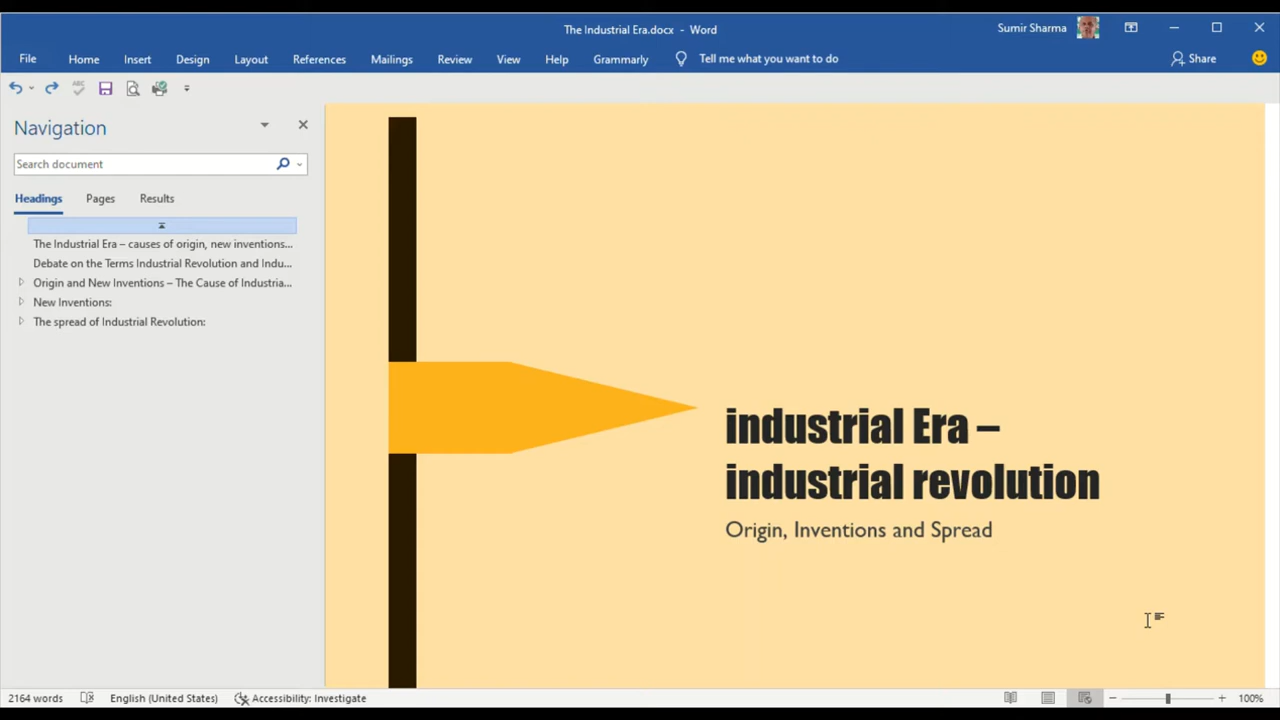 The Industrial Era.docx - Word
Sumir Sharma
File Home Insert Design Layout References Mailings Review View Help Grammarly Tell me what you want to do Share
ABC
Navigation
Search document
Headings Pages Results
The Industrial Era – causes of origin, new inventions...
Debate on the Terms Industrial Revolution and Indu...
Origin and New Inventions – The Cause of Industria...
New Inventions:
The spread of Industrial Revolution:
industrial Era –
industrial revolution
Origin, Inventions and Spread
2164 words English (United States) Accessibility: Investigate 100%